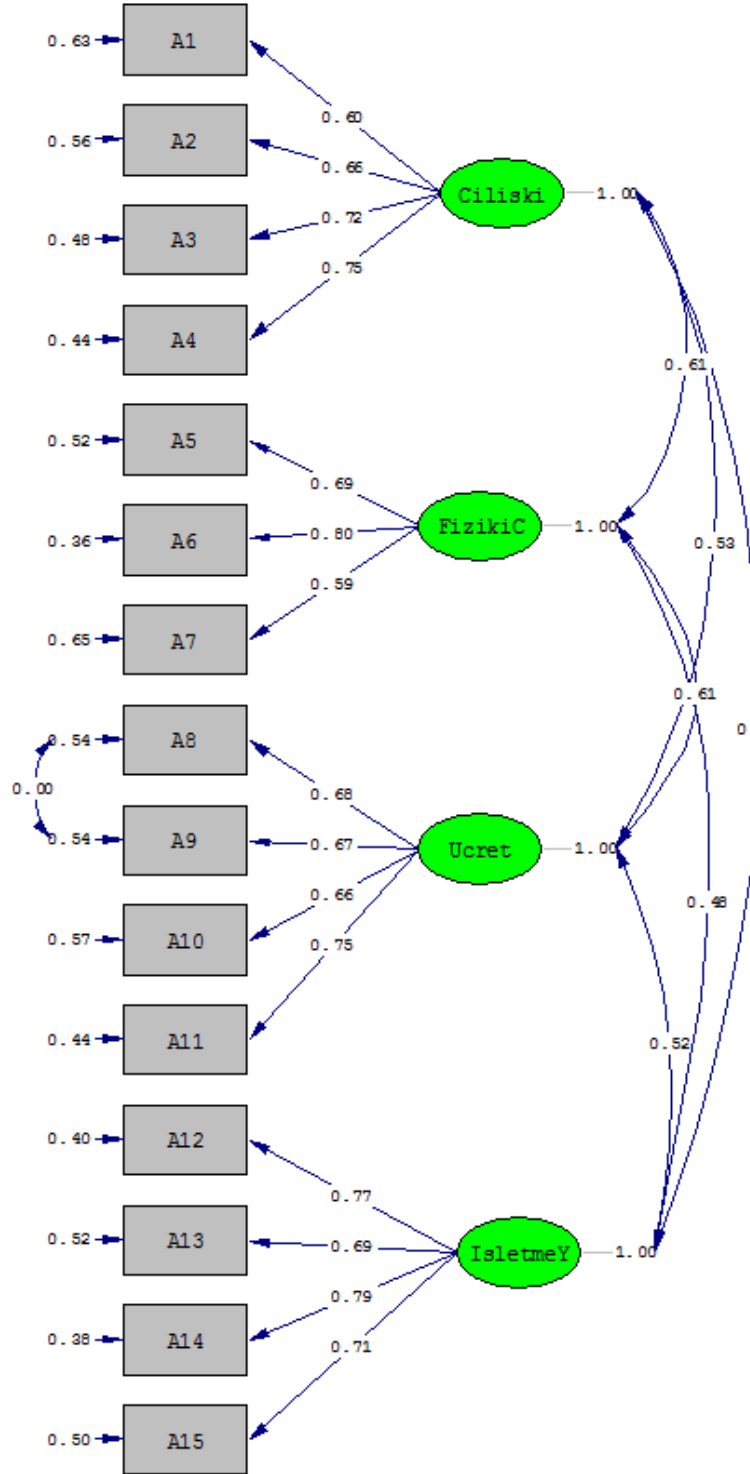 0.63 A1
0.60
0.56 A2
0.66
Ciliski 1.00
0.48 A3
0.72
0.75
0.44 A4
0.61
0.52 A5
0.69
FizikiC 1.00
0.36 A6
0.80
0.53
0.59
0.65 A7
0.61
0.54 A8
0.
0.00
0.68
0.54 A9
0.67
Ucret 1.00
0.66
0.48
0.57 A10
0.75
0.44 A11
0.52
0.40 A12
0.77
0.52 A13
0.69
IsletmeY 1.00
0.79
0.38 A14
0.71
0.50 A15